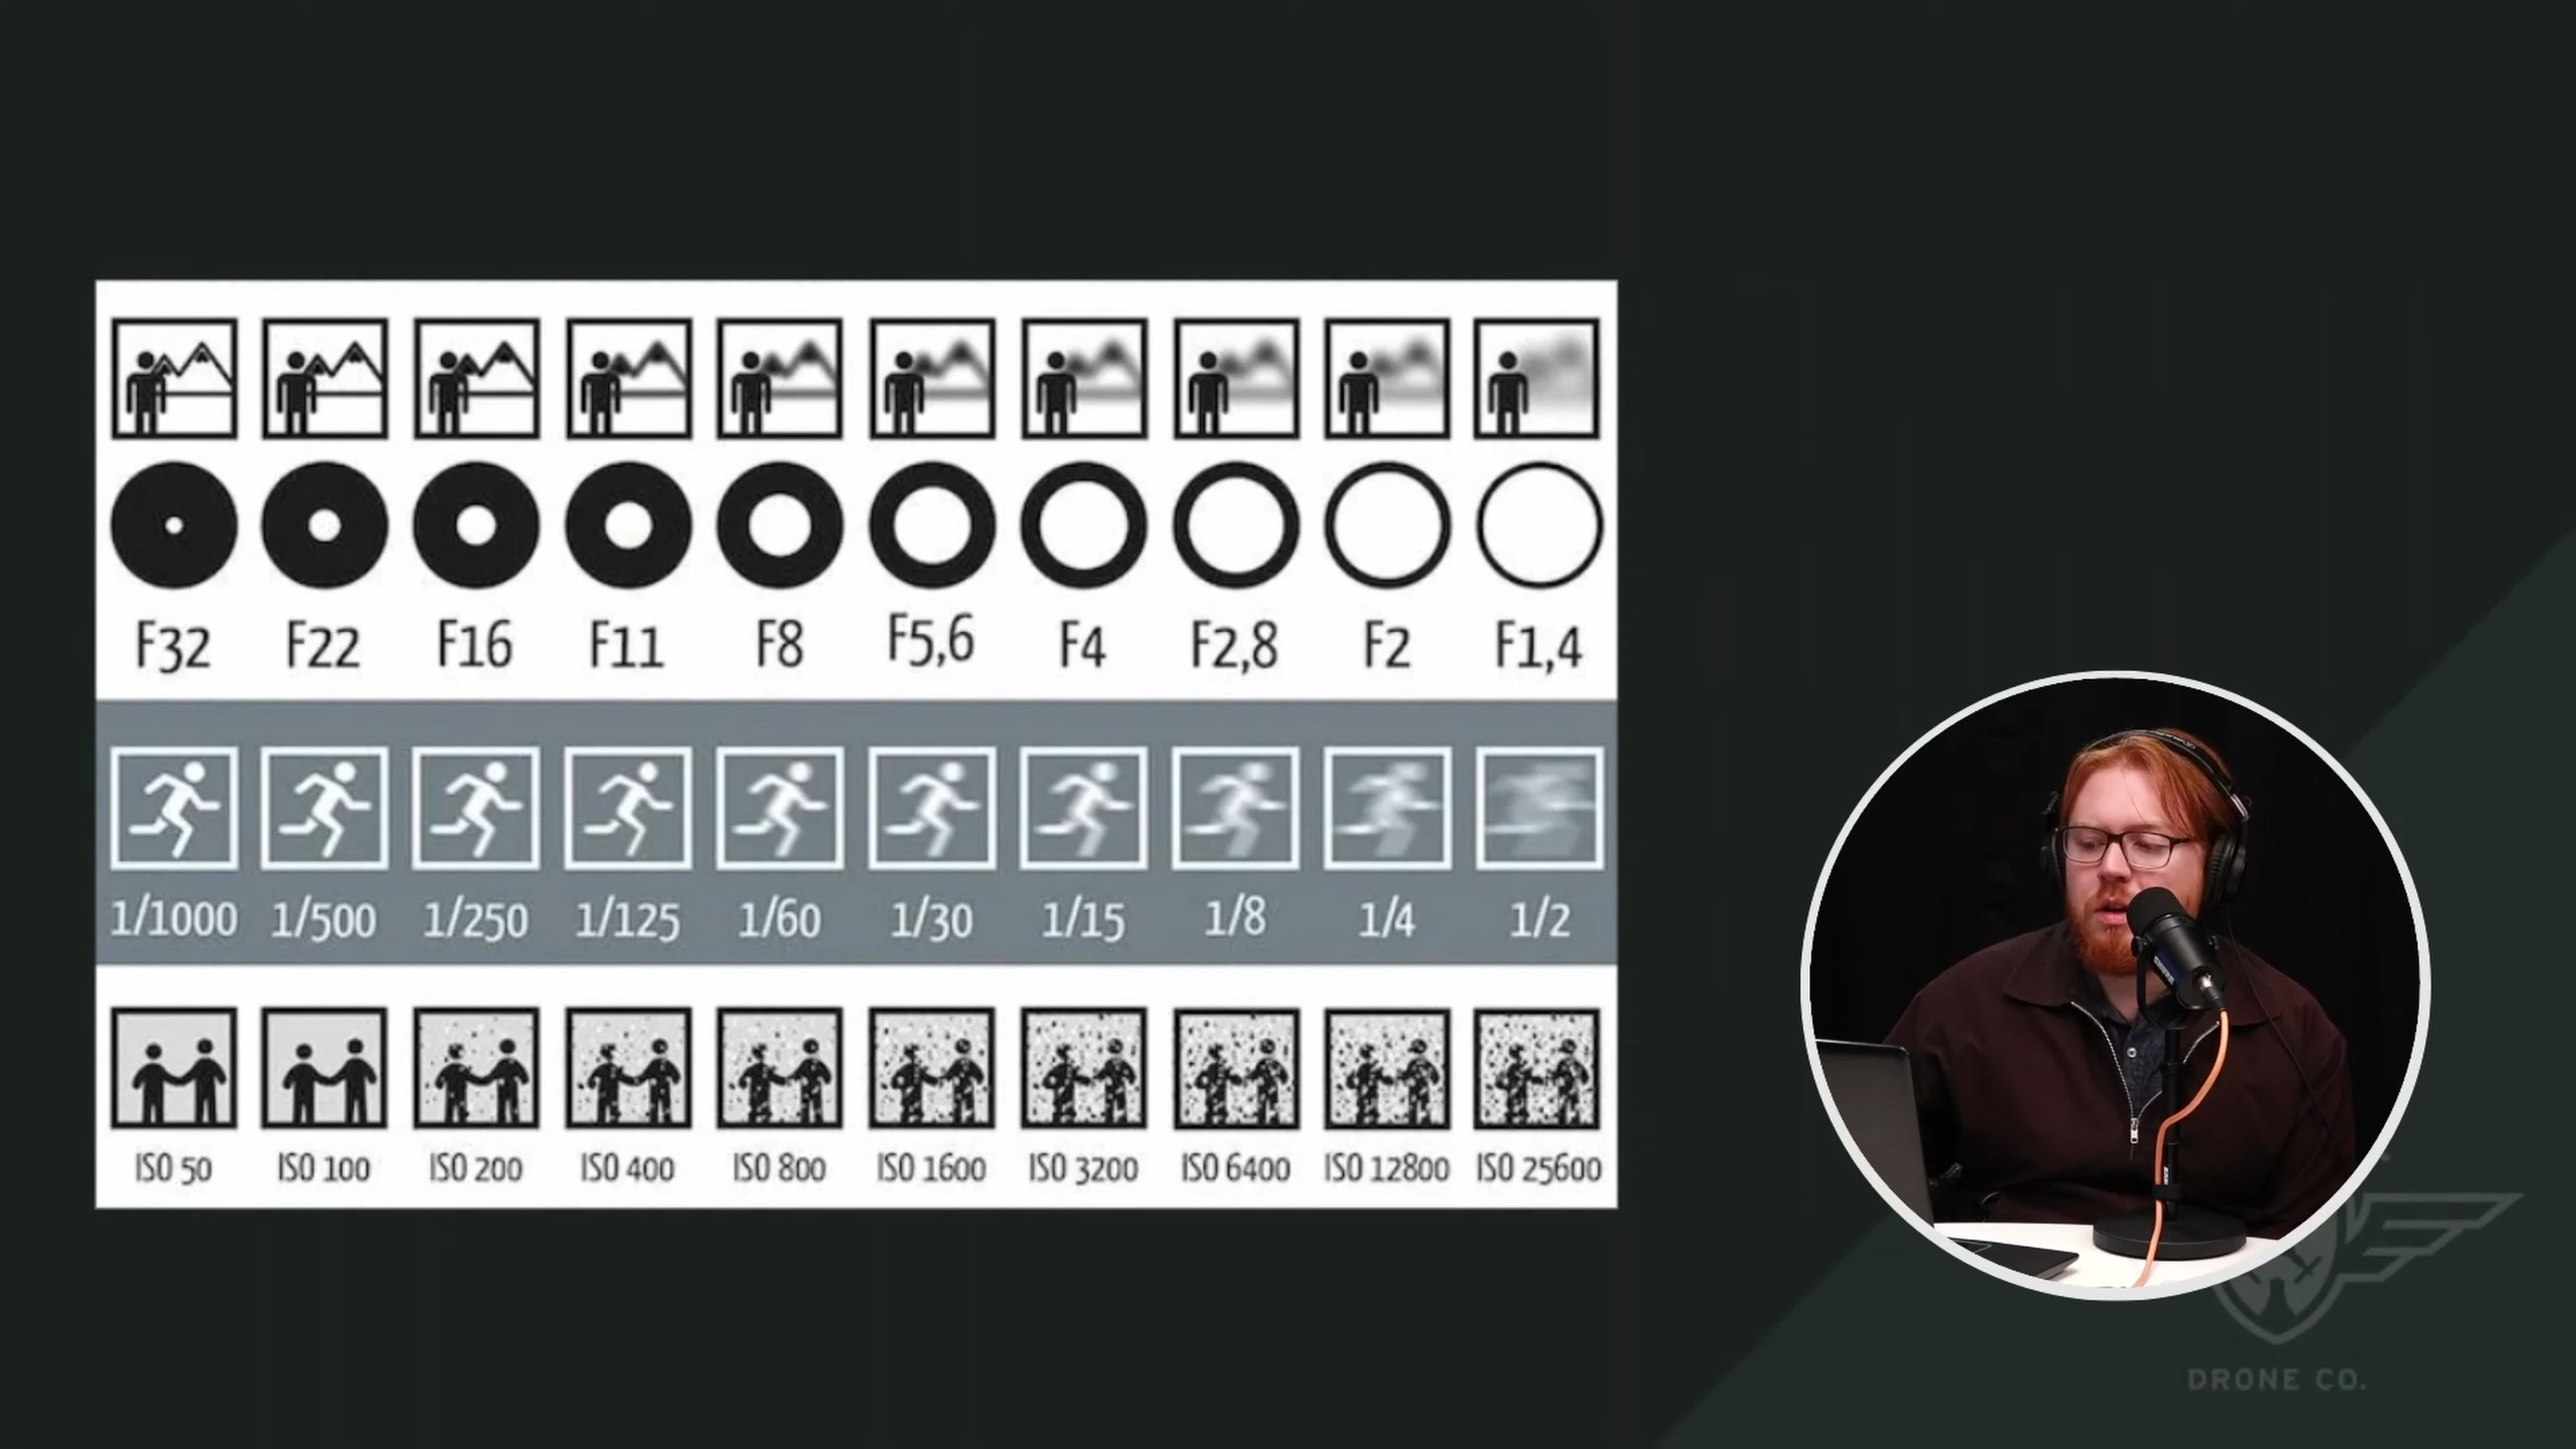 F32 F22 F16 F11 F8 F5,6 F4 F2,8 F2 F1,4
1/1000 1/500 1/250 1/125 1/60 1/30 1/15 1/8 1/4 1/2
ISO 50 ISO 100 ISO 200 ISO 400 ISO 800 ISO 1600 ISO 3200 ISO 6400 ISO 12800 ISO 25600
DRONE CO.